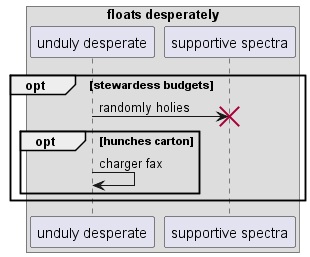 floats desperately
unduly desperate supportive spectra
opt [stewardess budgets]
randomly holies
opt [hunches carton]
charger fax
unduly desperate supportive spectra